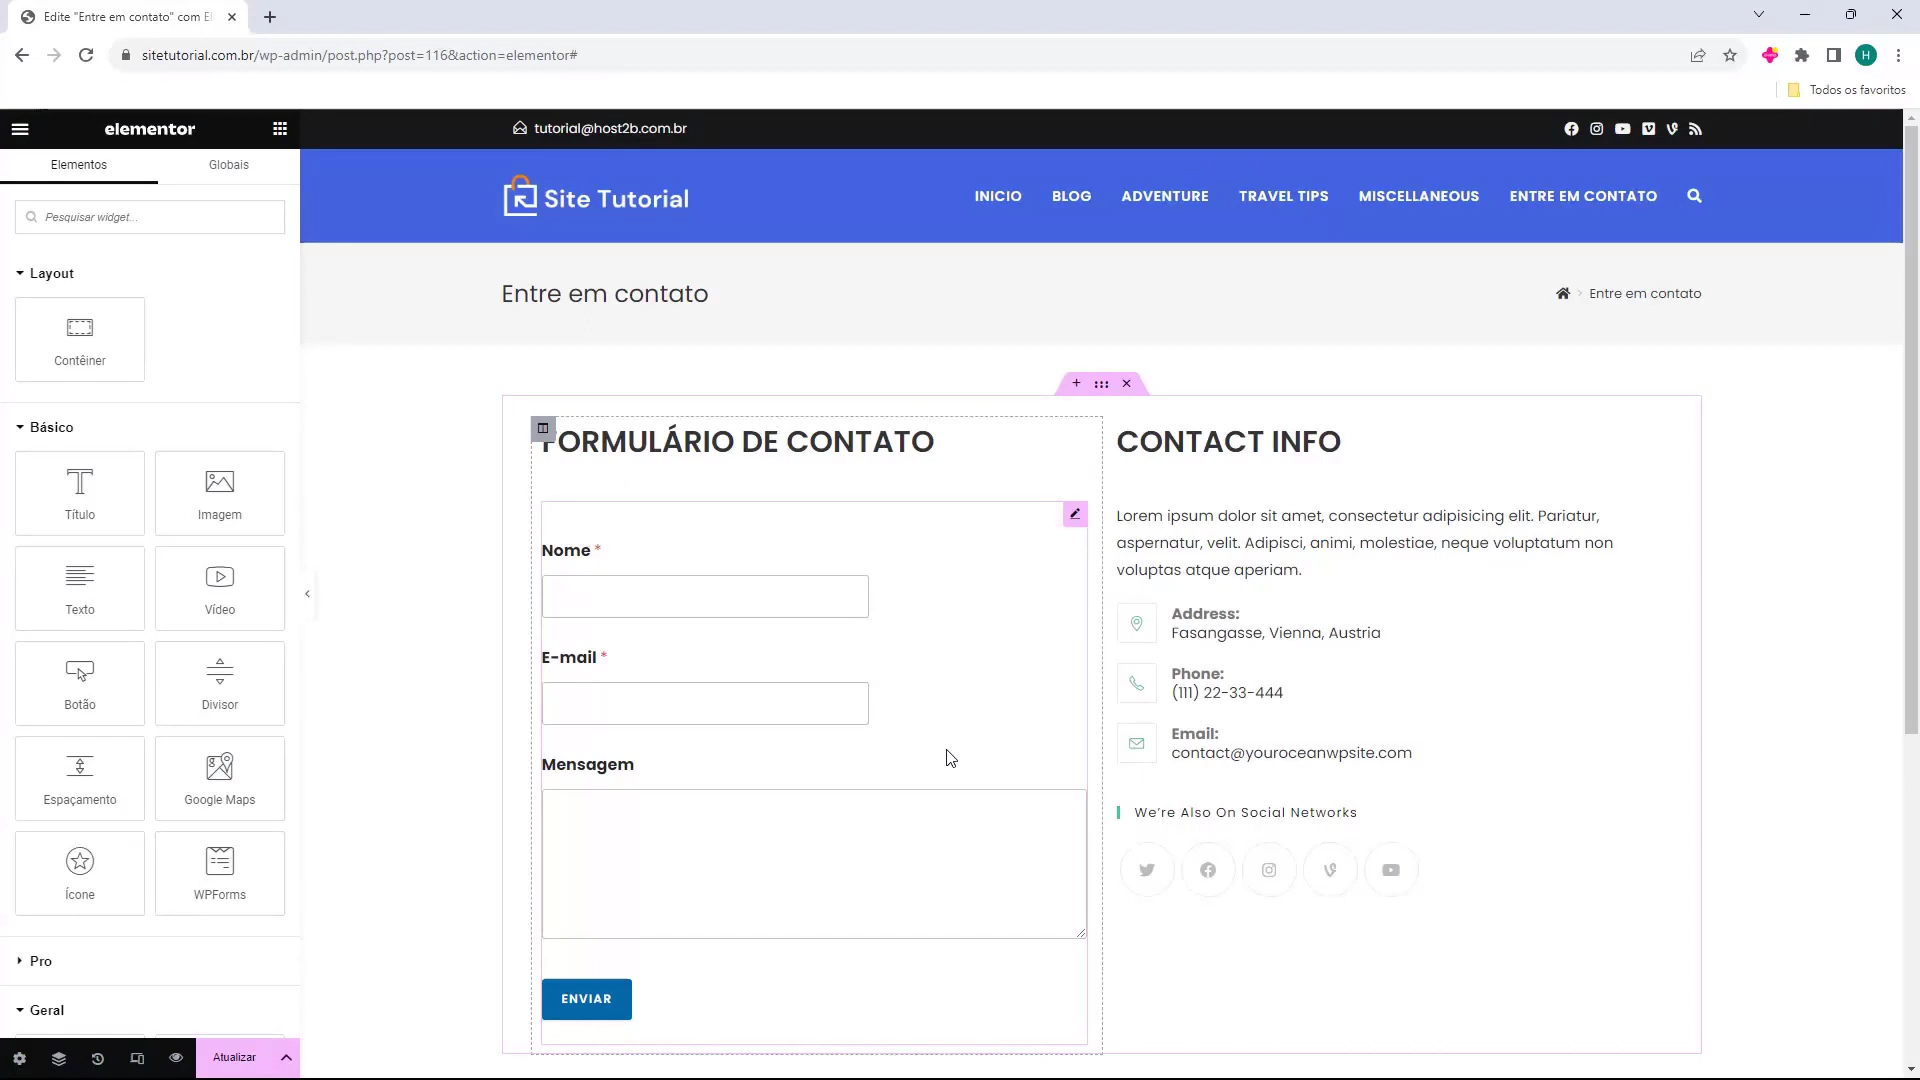 Edite "Entre em contato" com El
sitetutorial.com.br/wp-admin/post.php?post=116&action=elementor#
H
Todos os favoritos
elementor
Elementos
Globais
Pesquisar widget...
Layout
Contêiner
Básico
Título
Imagem
Texto
Vídeo
Botão
Divisor
Espaçamento
Google Maps
Ícone
WPForms
Pro
Geral
Atualizar
tutorial@host2b.com.br
Site Tutorial
INICIO
BLOG
ADVENTURE
TRAVEL TIPS
MISCELLANEOUS
ENTRE EM CONTATO
Entre em contato
Entre em contato
FORMULÁRIO DE CONTATO
Nome *
E-mail *
Mensagem
ENVIAR
CONTACT INFO
Lorem ipsum dolor sit amet, consectetur adipisicing elit. Pariatur,
aspernatur, velit. Adipisci, animi, molestiae, neque voluptatum non
voluptas atque aperiam.
Address:
Fasangasse, Vienna, Austria
Phone:
(111) 22-33-444
Email:
contact@youroceanwpsite.com
We're Also On Social Networks